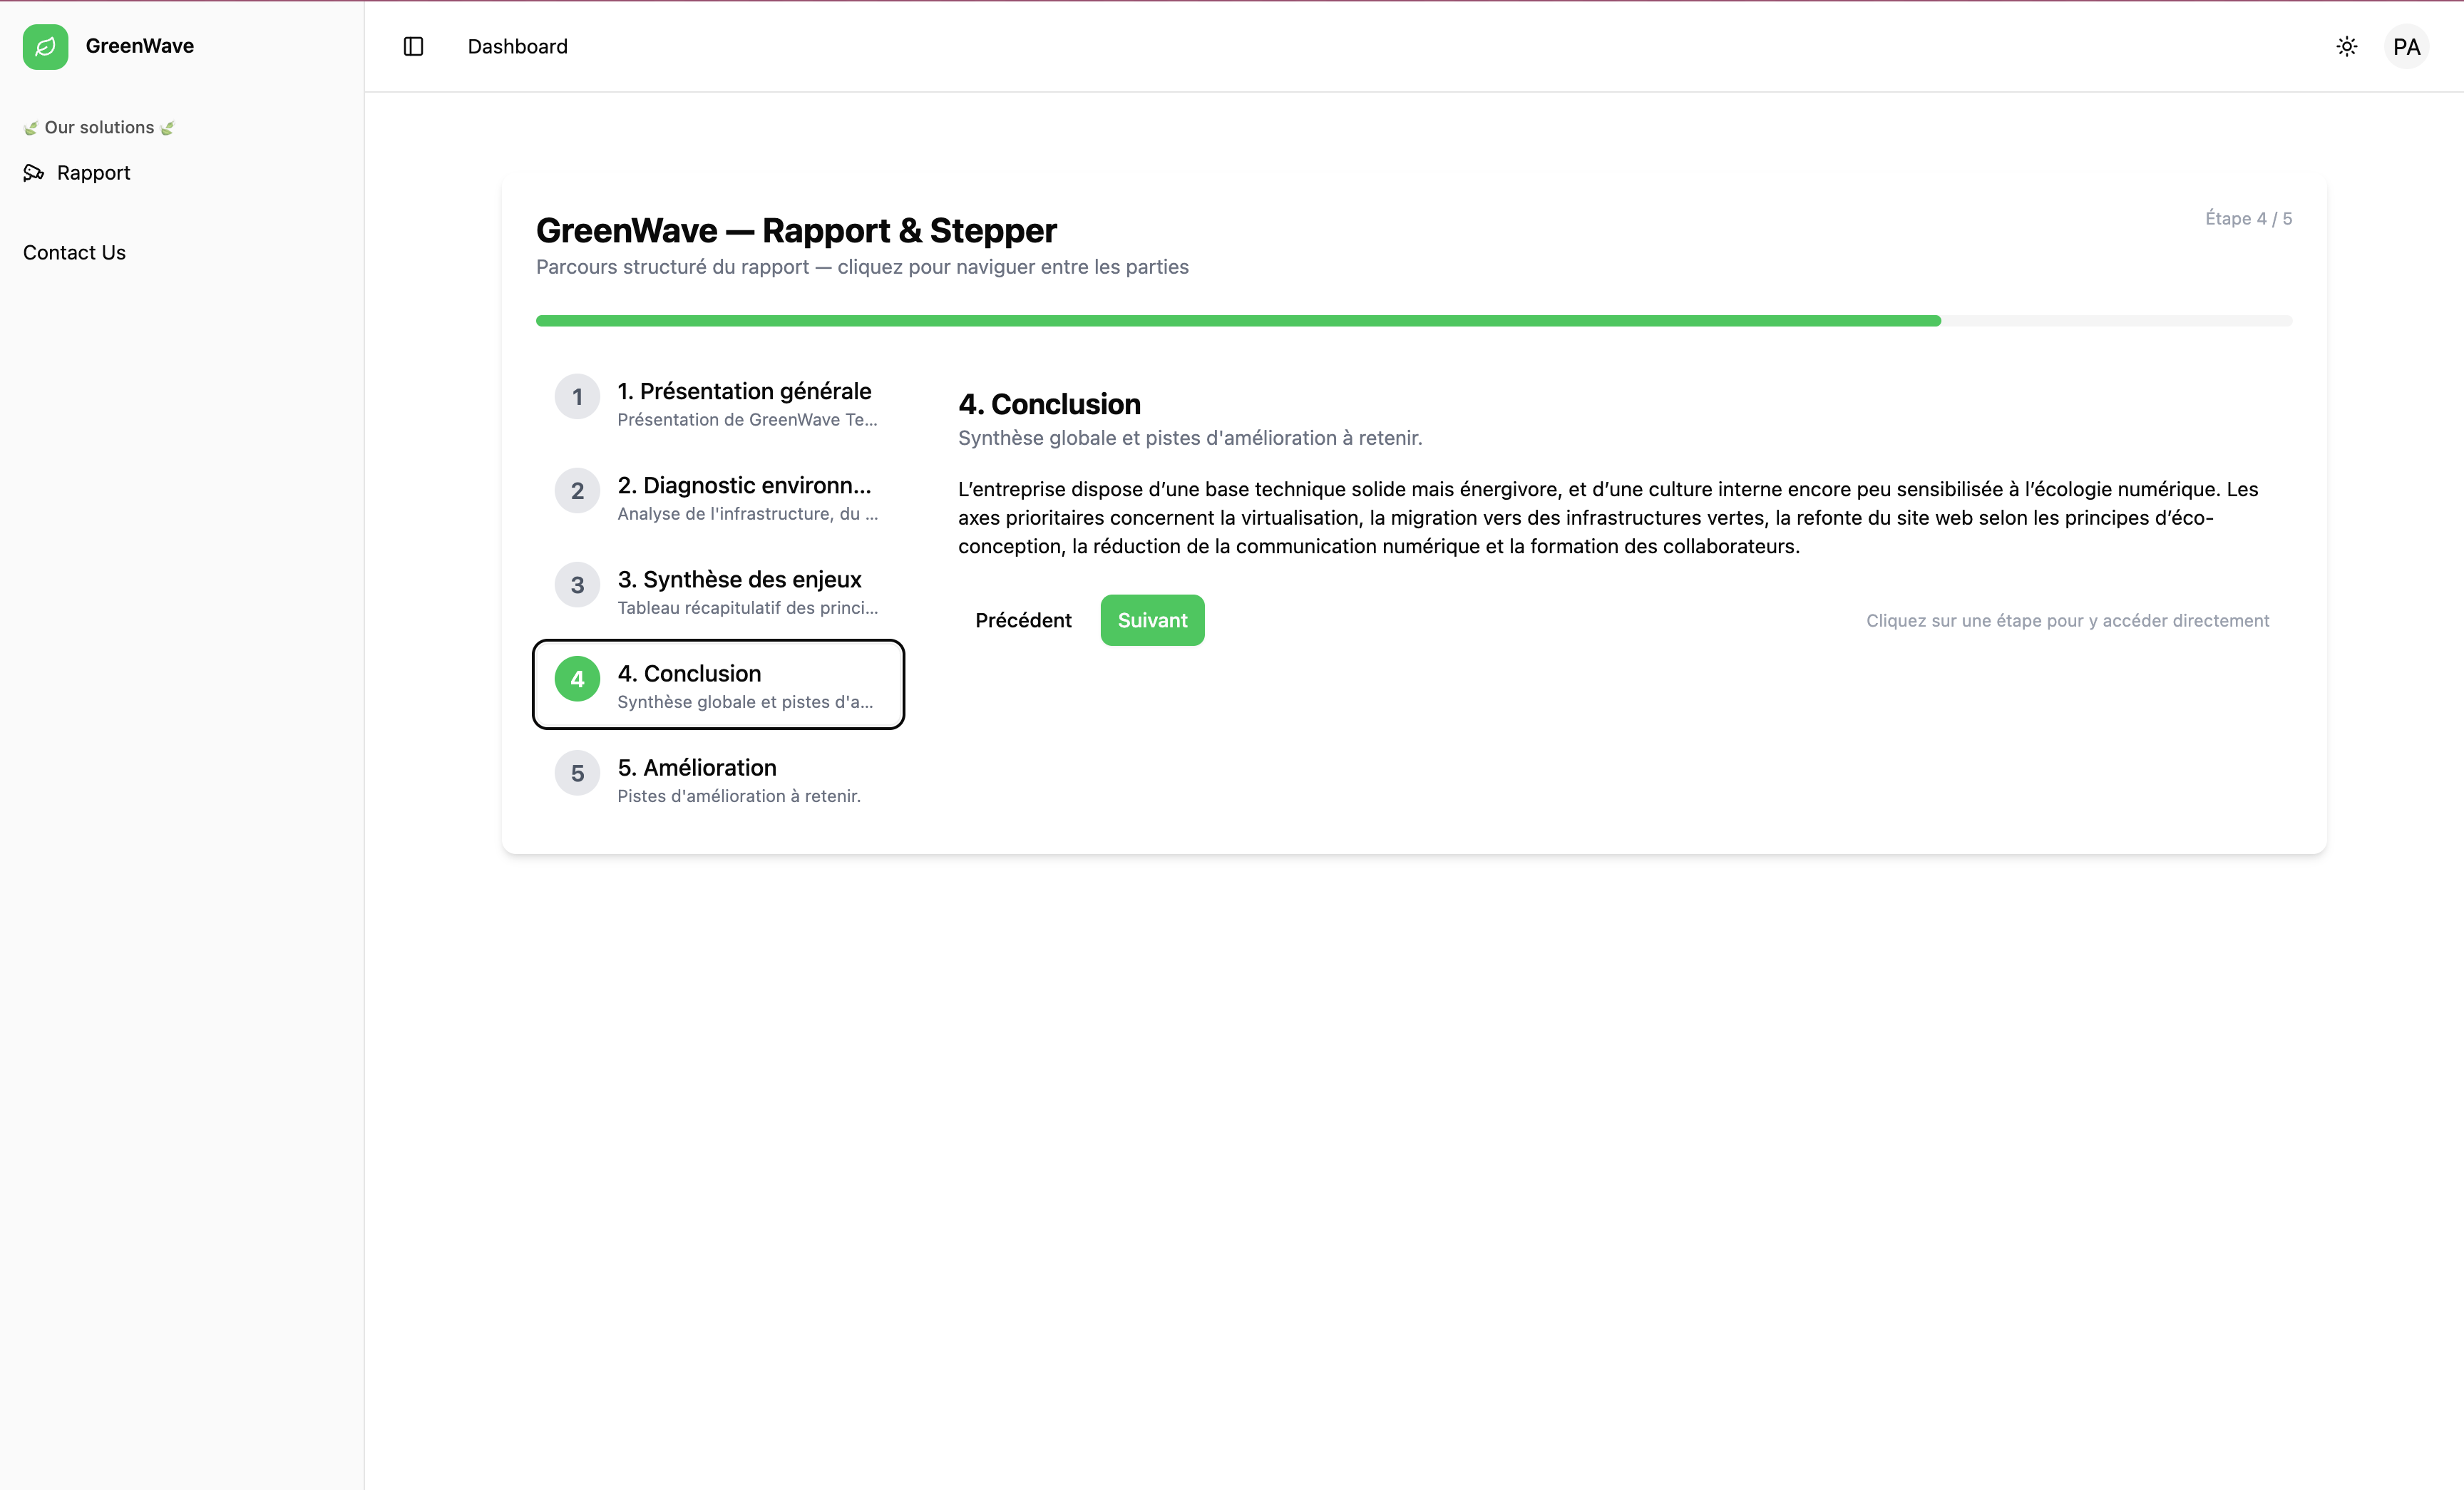 GreenWave
Our solutions
Rapport
Contact Us
Dashboard
PA
GreenWave — Rapport & Stepper
Étape 4 / 5
Parcours structuré du rapport — cliquez pour naviguer entre les parties
1
1. Présentation générale
Présentation de GreenWave Te...
2
2. Diagnostic environn...
Analyse de l'infrastructure, du ...
3
3. Synthèse des enjeux
Tableau récapitulatif des princi...
4
4. Conclusion
Synthèse globale et pistes d'a...
5
5. Amélioration
Pistes d'amélioration à retenir.
4. Conclusion
Synthèse globale et pistes d'amélioration à retenir.
L’entreprise dispose d’une base technique solide mais énergivore, et d’une culture interne encore peu sensibilisée à l’écologie numérique. Les
axes prioritaires concernent la virtualisation, la migration vers des infrastructures vertes, la refonte du site web selon les principes d’éco-
conception, la réduction de la communication numérique et la formation des collaborateurs.
Précédent
Suivant
Cliquez sur une étape pour y accéder directement